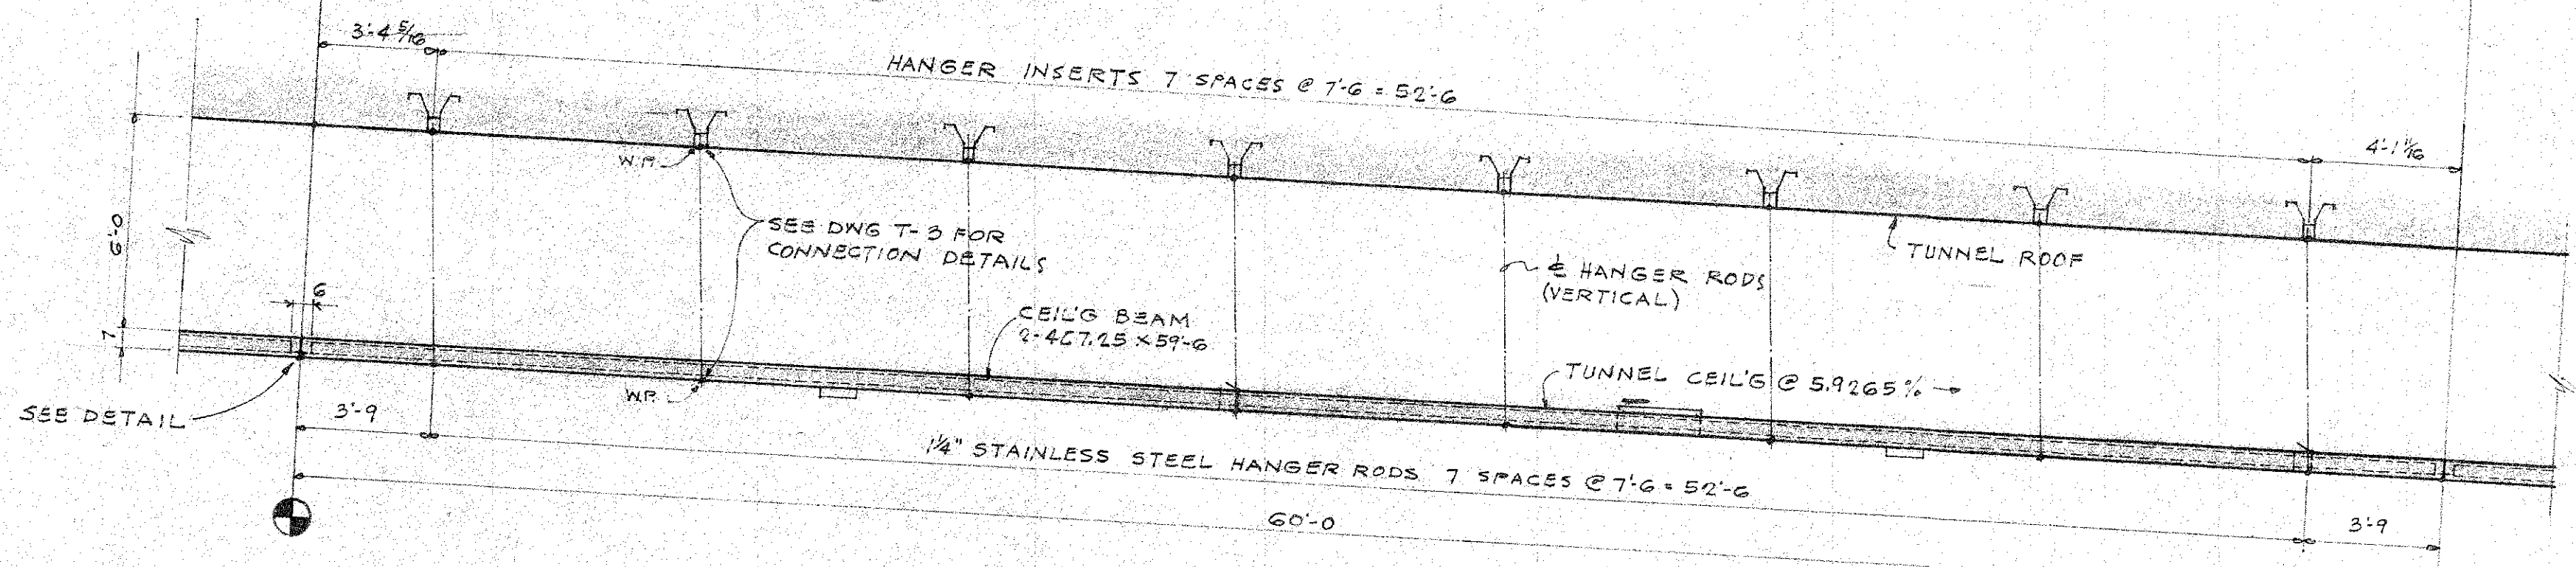 3'-4 5/16
HANGER INSERTS 7 SPACES @ 7'-6 = 52'-6
4'-1 11/16
W.P.
6'-0
SEE DWG T-3 FOR
CONNECTION DETAILS
TUNNEL ROOF
℄ HANGER RODS
(VERTICAL)
6
7
CEIL'G BEAM
2-4[7.25 x 59'-6
TUNNEL CEIL'G @ 5.9265 % →
W.P.
SEE DETAIL
3'-9
1 1/4" STAINLESS STEEL HANGER RODS 7 SPACES @ 7'-6 = 52'-6
60'-0
3'-9